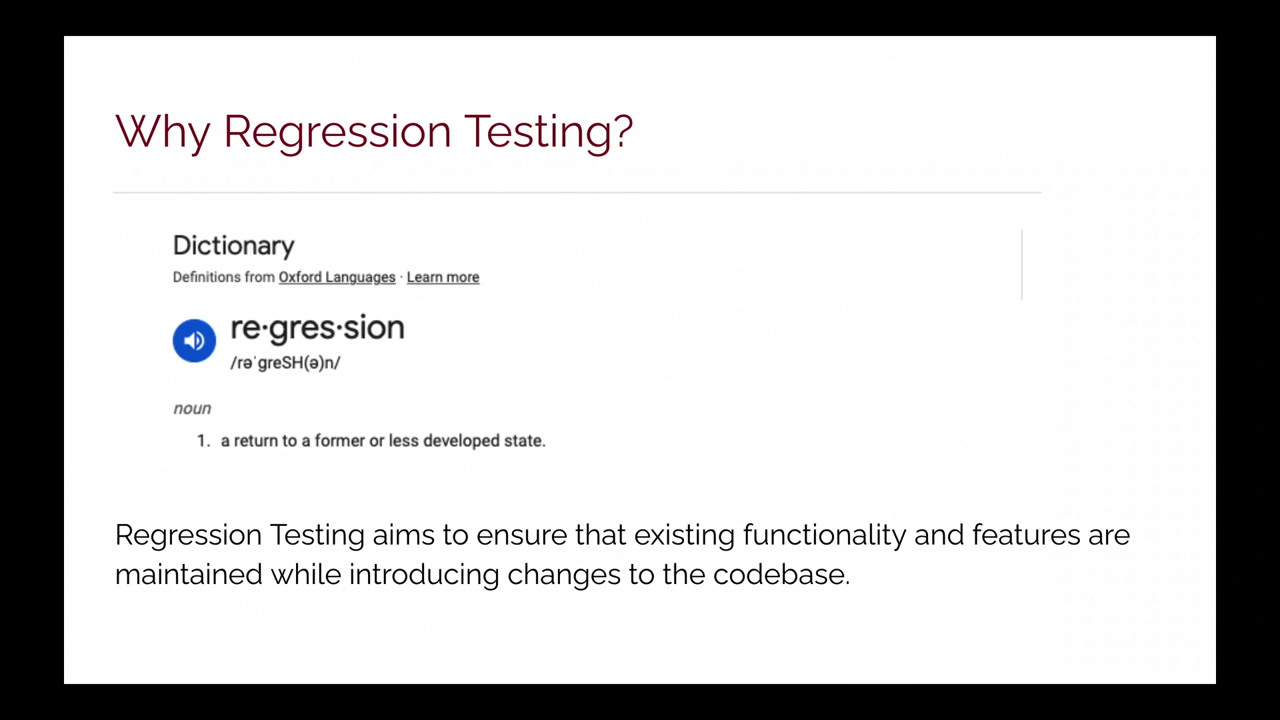 Why Regression Testing?
Dictionary
Definitions from Oxford Languages · Learn more
re·gres·sion
/rəˈɡreSH(ə)n/
noun
1. a return to a former or less developed state.
Regression Testing aims to ensure that existing functionality and features are
maintained while introducing changes to the codebase.